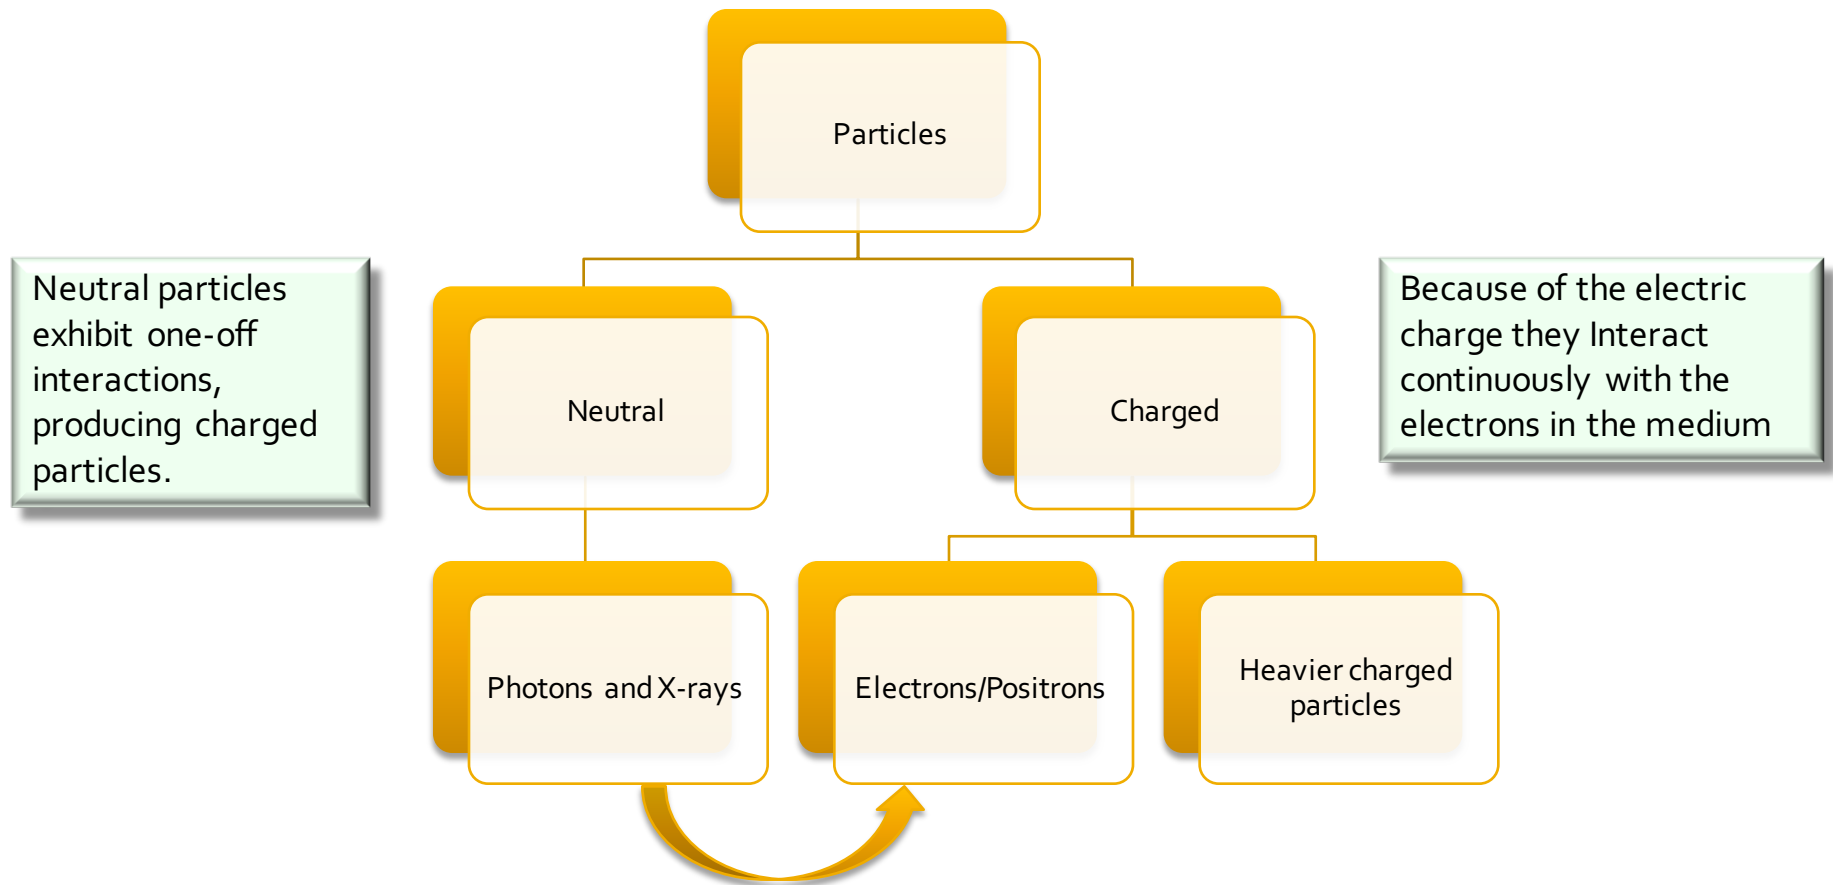 Particles
Neutral particles
exhibit one-off
interactions,
producing charged
particles.
Neutral
Charged
Because of the electric
charge they Interact
continuously with the
electrons in the medium
Photons and X-rays
Electrons/Positrons
Heavier charged
particles